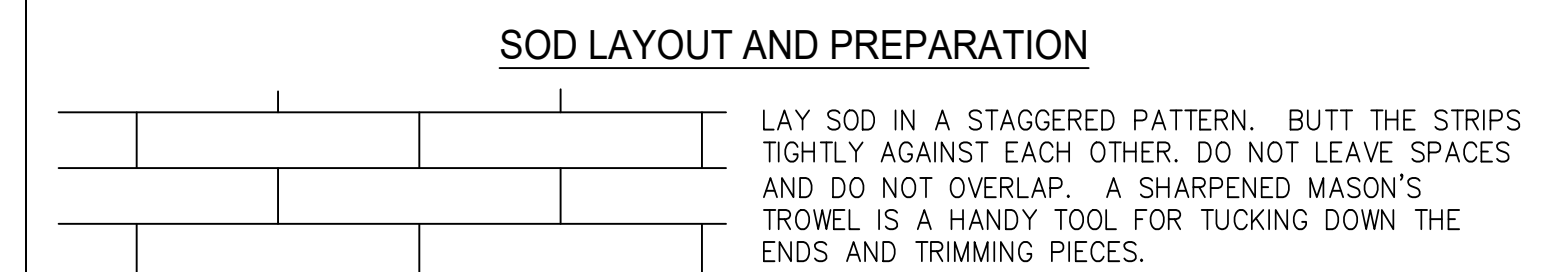 SOD LAYOUT AND PREPARATION
LAY SOD IN A STAGGERED PATTERN. BUTT THE STRIPS
TIGHTLY AGAINST EACH OTHER. DO NOT LEAVE SPACES
AND DO NOT OVERLAP. A SHARPENED MASON'S
TROWEL IS A HANDY TOOL FOR TUCKING DOWN THE
ENDS AND TRIMMING PIECES.